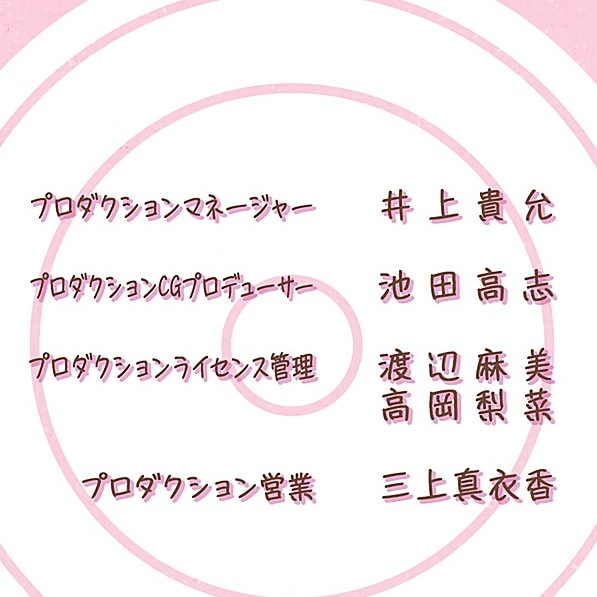 プロダクションマネージャー 井上貴允
プロダクションCGプロデューサー 池田高志
プロダクションライセンス管理 渡辺麻美
高岡梨菜
プロダクション営業 三上真衣香